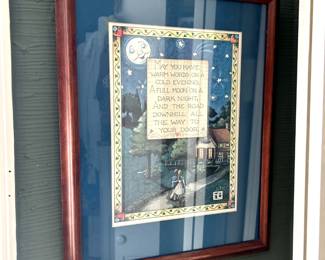 MAY YOU HAVE
WARM WORDS ON A
COLD EVENING,
A FULL MOON ON A
DARK NIGHT,
AND THE ROAD
DOWNHILL ALL
THE WAY TO
YOUR DOOR.